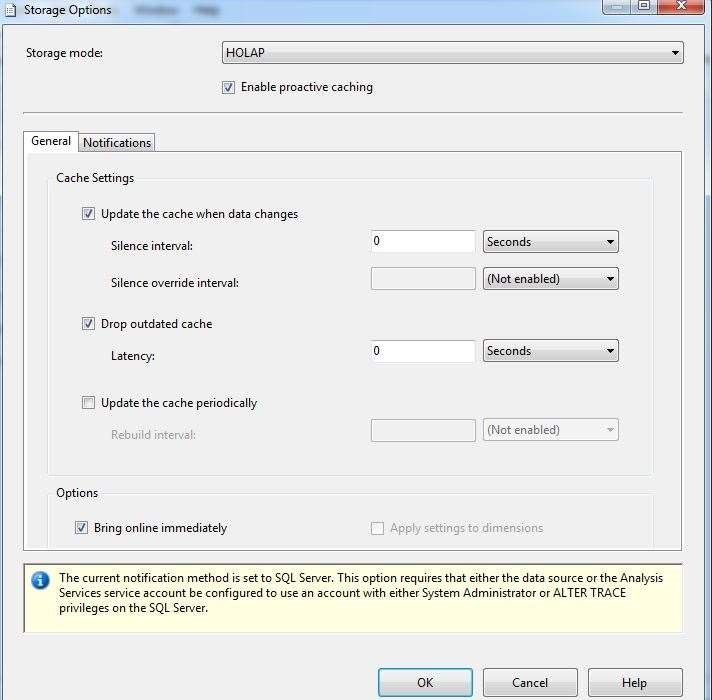 Storage Options
Window Help
Storage mode: HOLAP
Enable proactive caching
General Notifications
Cache Settings
Update the cache when data changes
Silence interval: 0 Seconds
Silence override interval: (Not enabled)
Drop outdated cache
Latency: 0 Seconds
Update the cache periodically
Rebuild interval: (Not enabled)
Options
Bring online immediately Apply settings to dimensions
The current notification method is set to SQL Server. This option requires that either the data source or the Analysis
Services service account be configured to use an account with either System Administrator or ALTER TRACE
privileges on the SQL Server.
OK Cancel Help